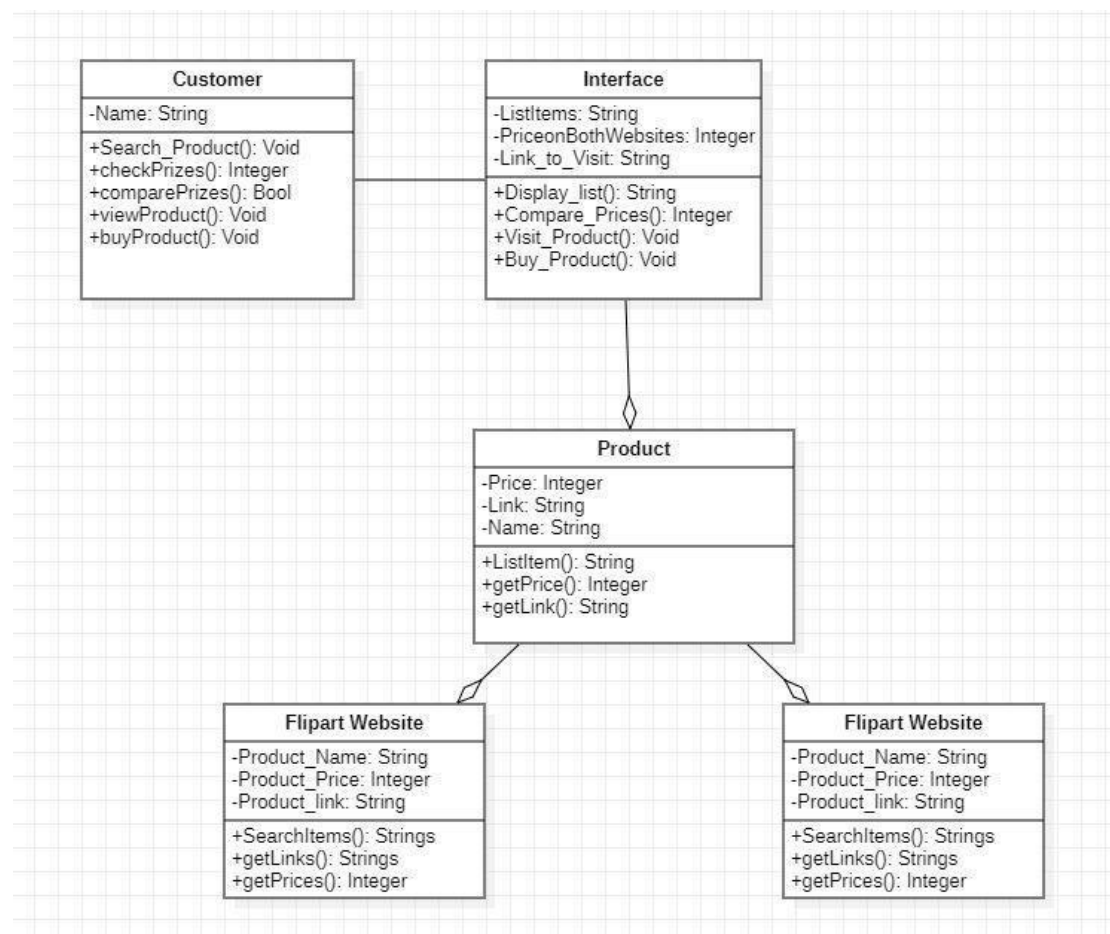 Customer
-Name: String
+Search_Product(): Void
+checkPrizes(): Integer
+comparePrizes(): Bool
+viewProduct(): Void
+buyProduct(): Void
Interface
-ListItems: String
-PriceonBothWebsites: Integer
-Link_to_Visit: String
+Display_list(): String
+Compare_Prices(): Integer
+Visit_Product(): Void
+Buy_Product(): Void
Product
-Price: Integer
-Link: String
-Name: String
+ListItem(): String
+getPrice(): Integer
+getLink(): String
Flipart Website
-Product_Name: String
-Product_Price: Integer
-Product_link: String
+SearchItems(): Strings
+getLinks(): Strings
+getPrices(): Integer
Flipart Website
-Product_Name: String
-Product_Price: Integer
-Product_link: String
+SearchItems(): Strings
+getLinks(): Strings
+getPrices(): Integer